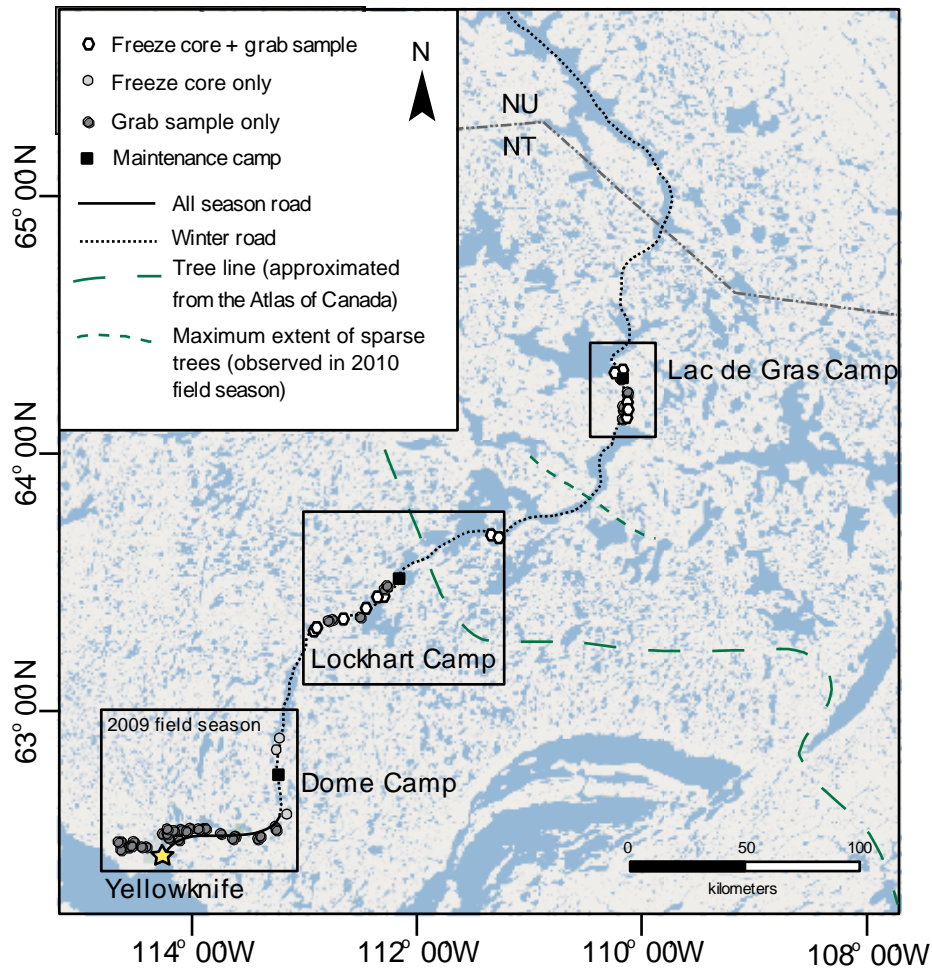 Freeze core + grab sample
Freeze core only
Grab sample only
Maintenance camp
All season road
Winter road
Tree line (approximated
from the Atlas of Canada)
Maximum extent of sparse
trees (observed in 2010
field season)
N
NU
NT
65° 00 N
64° 00 N
63° 00 N
Lac de Gras Camp
Lockhart Camp
2009 field season
Dome Camp
Yellowknife
0 50 100
kilometers
114° 00W 112° 00W 110° 00W 108° 00W